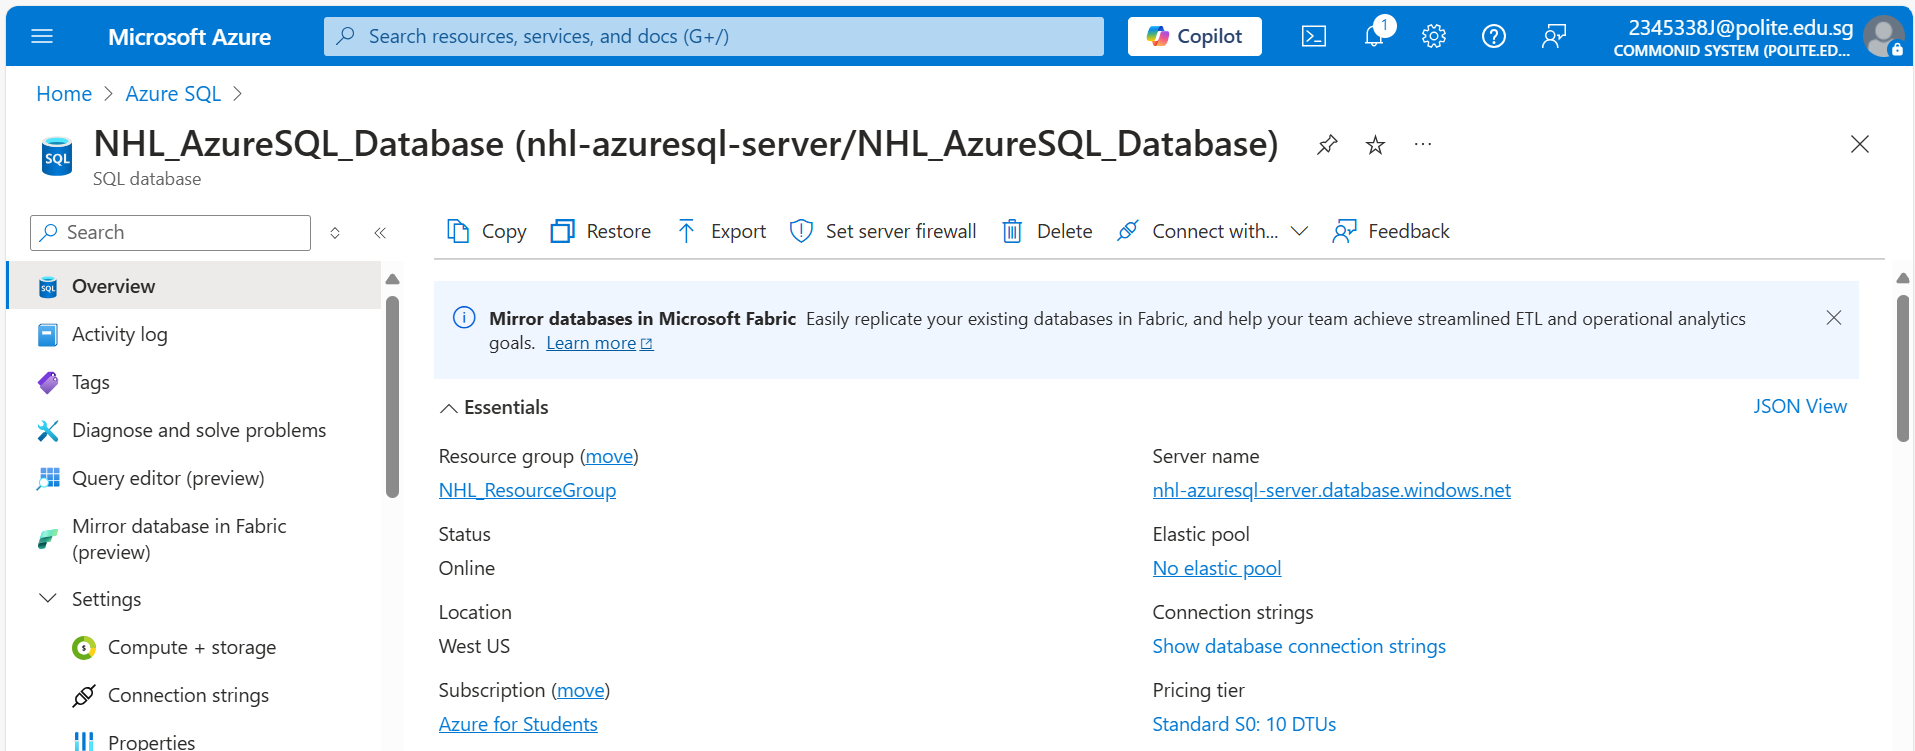 Microsoft Azure
Search resources, services, and docs (G+/)
Copilot
1
2345338J@polite.edu.sg
COMMONID SYSTEM (POLITE.ED...
Home > Azure SQL >
SQL
NHL_AzureSQL_Database (nhl-azuresql-server/NHL_AzureSQL_Database)
SQL database
Search
Copy
Restore
Export
Set server firewall
Delete
Connect with...
Feedback
SQL
Overview
Activity log
Tags
Diagnose and solve problems
Query editor (preview)
Mirror database in Fabric
(preview)
Settings
Compute + storage
Connection strings
Properties
Mirror databases in Microsoft Fabric Easily replicate your existing databases in Fabric, and help your team achieve streamlined ETL and operational analytics
goals. Learn more
Essentials
JSON View
Resource group (move)
NHL_ResourceGroup
Status
Online
Location
West US
Subscription (move)
Azure for Students
Server name
nhl-azuresql-server.database.windows.net
Elastic pool
No elastic pool
Connection strings
Show database connection strings
Pricing tier
Standard S0: 10 DTUs